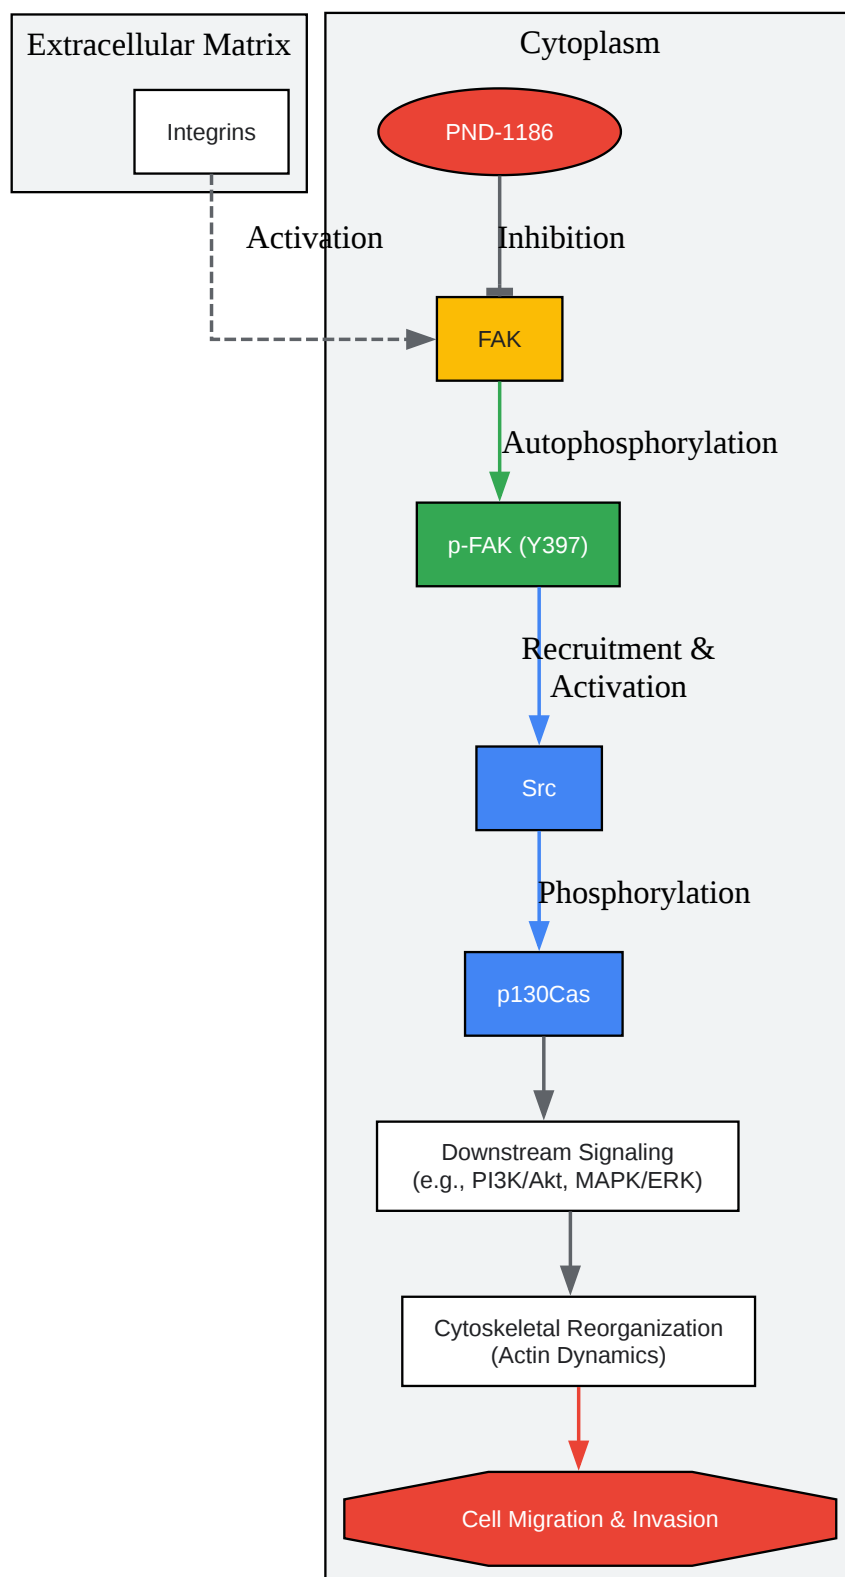 Extracellular Matrix
Cytoplasm
Integrins
PND-1186
Activation
Inhibition
FAK
Autophosphorylation
p-FAK (Y397)
Recruitment &
Activation
Src
Phosphorylation
p130Cas
Downstream Signaling
(e.g., PI3K/Akt, MAPK/ERK)
Cytoskeletal Reorganization
(Actin Dynamics)
Cell Migration & Invasion